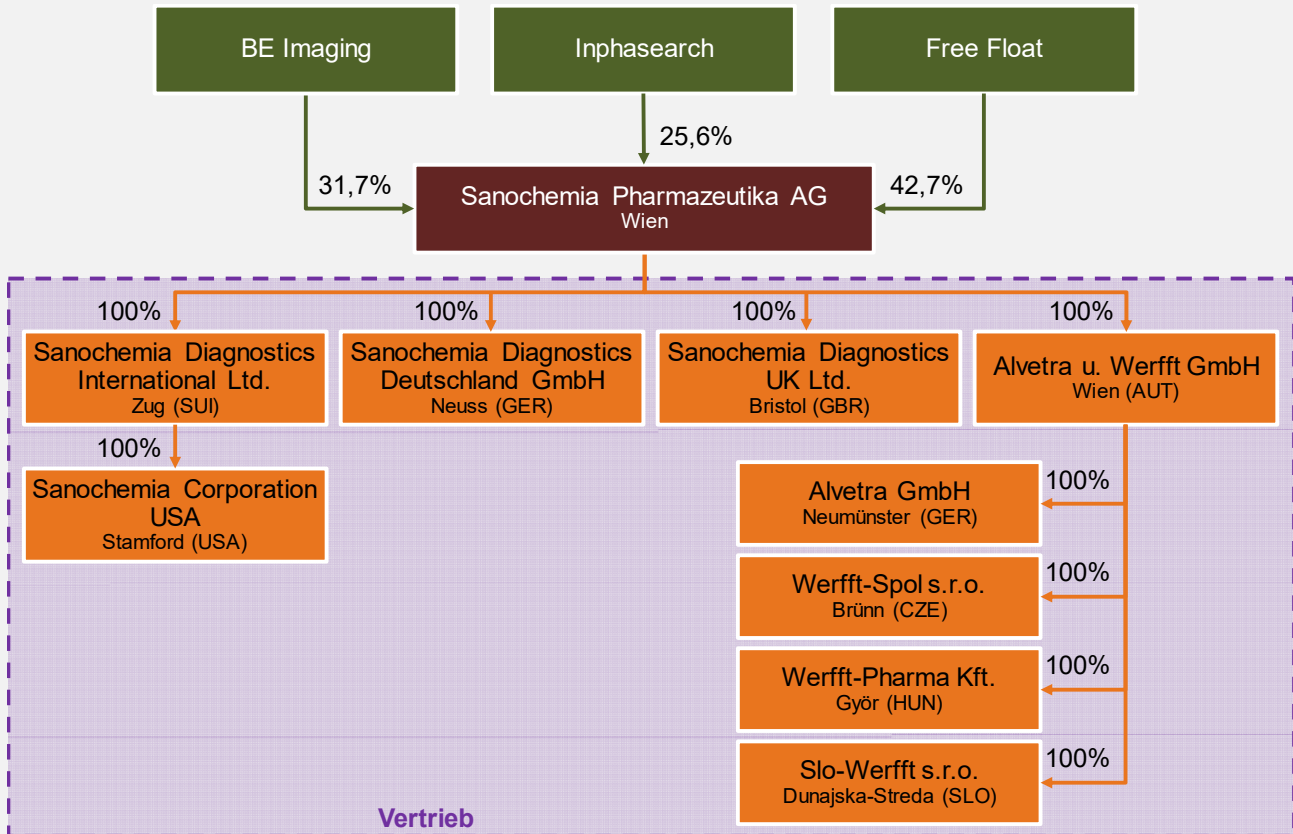 BE Imaging
Inphasearch
Free Float
25,6%
31,7%
42,7%
Sanochemia Pharmazeutika AG
Wien
100%
100%
100%
100%
Sanochemia Diagnostics
International Ltd.
Zug (SUI)
Sanochemia Diagnostics
Deutschland GmbH
Neuss (GER)
Sanochemia Diagnostics
UK Ltd.
Bristol (GBR)
Alvetra u. Werfft GmbH
Wien (AUT)
100%
Sanochemia Corporation
USA
Stamford (USA)
Alvetra GmbH
Neumünster (GER)
100%
Werfft-Spol s.r.o.
Brünn (CZE)
100%
Werfft-Pharma Kft.
Györ (HUN)
100%
Slo-Werfft s.r.o.
Dunajska-Streda (SLO)
100%
Vertrieb